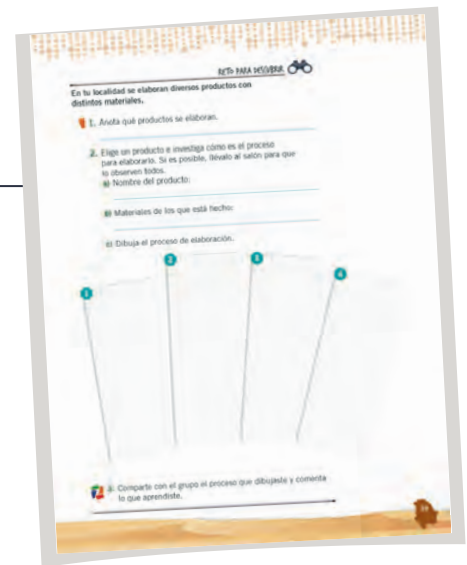 RETO PARA DESCUBRIR
En tu localidad se elaboran diversos productos con
distintos materiales.
1. Anota qué productos se elaboran.
2. Elige un producto e investiga cómo es el proceso
para elaborarlo. Si es posible, llévalo al salón para que
lo observen todos.
a) Nombre del producto:
b) Materiales de los que está hecho:
c) Dibuja el proceso de elaboración.
1
2
3
4
3. Comparte con el grupo el proceso que dibujaste y comenta
lo que aprendiste.